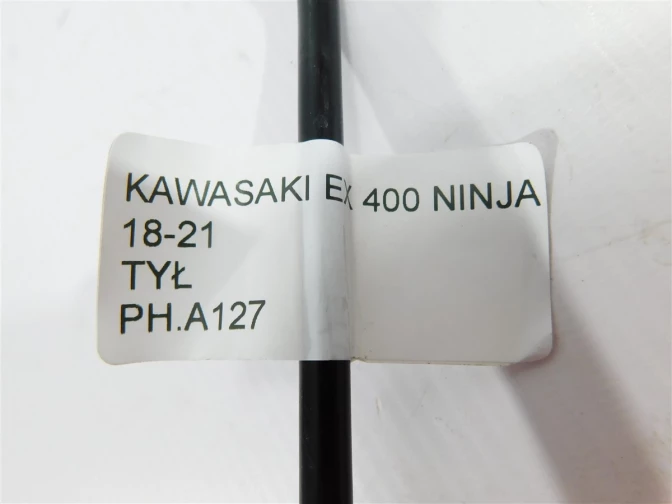 KAWASAKI EX 400 NINJA
18-21
TYŁ
PH.A127